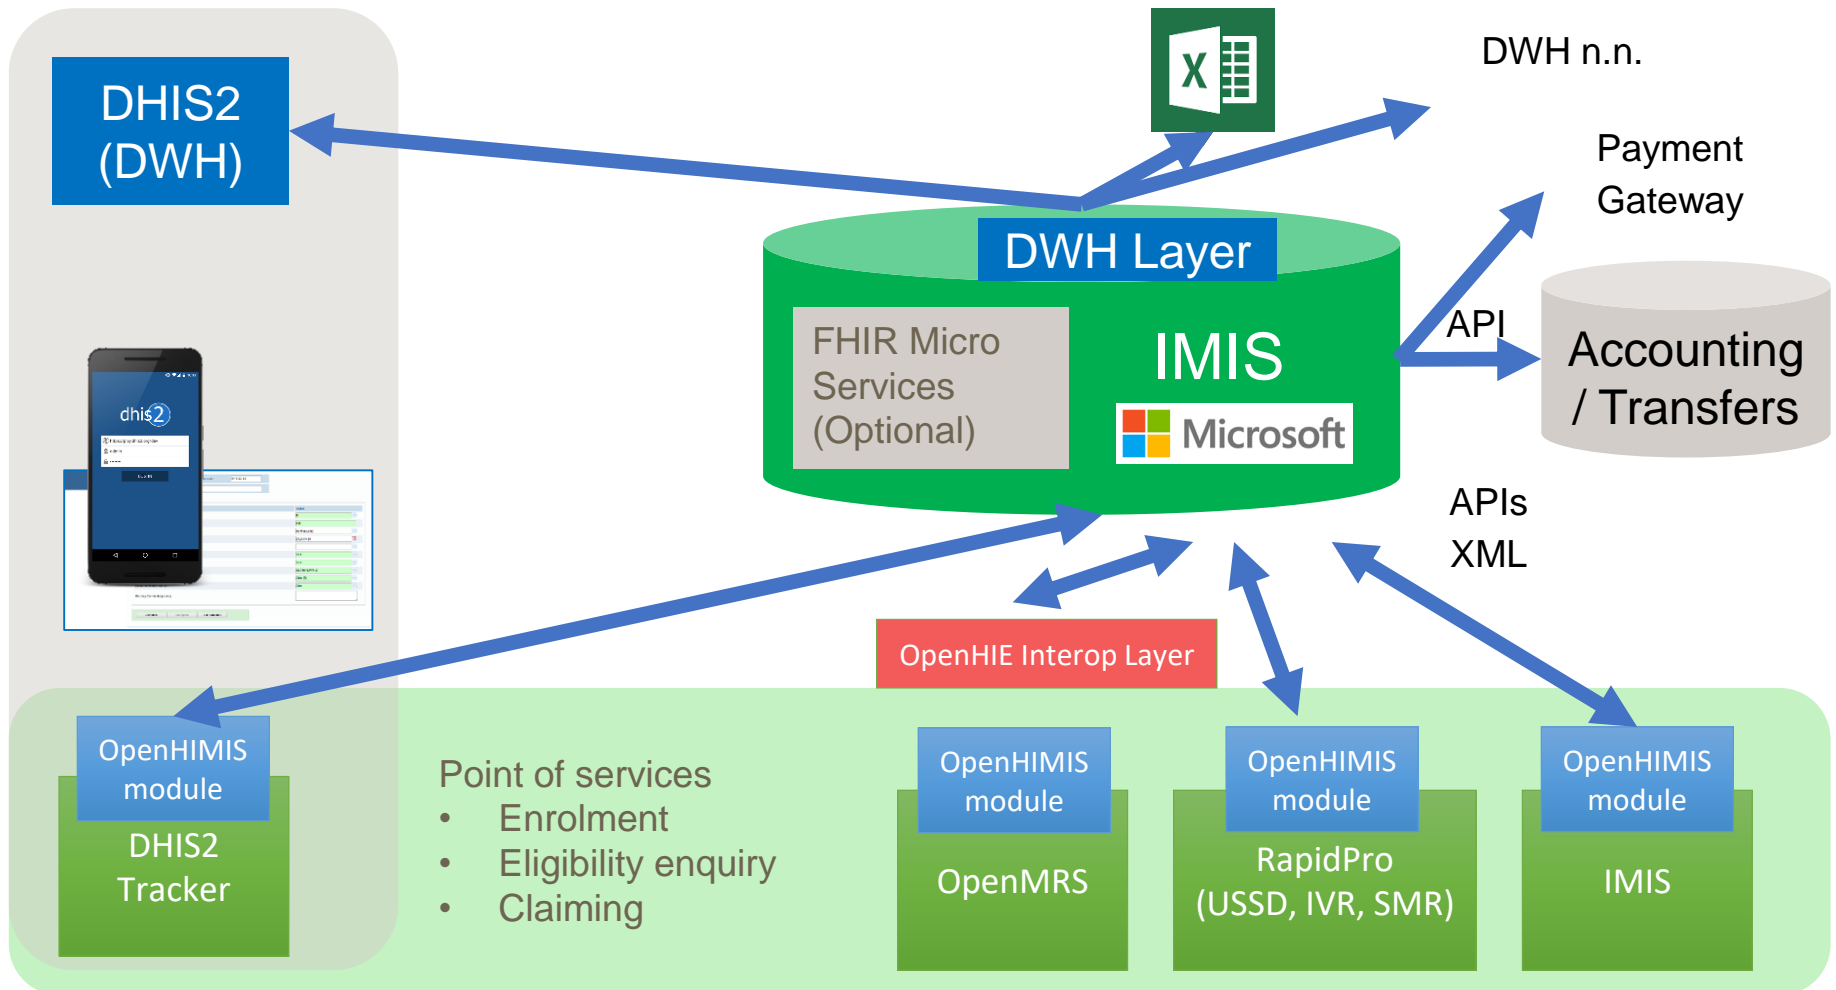 DHIS2
(DWH)
X
DWH n.n.
Payment
Gateway
DWH Layer
FHIR Micro
Services
(Optional)
IMIS
Microsoft
API
Accounting
/ Transfers
dhis2
APIs
XML
OpenHIE Interop Layer
OpenHIMIS
module
DHIS2
Tracker
Point of services
• Enrolment
• Eligibility enquiry
• Claiming
OpenHIMIS
module
OpenMRS
OpenHIMIS
module
RapidPro
(USSD, IVR, SMR)
OpenHIMIS
module
IMIS